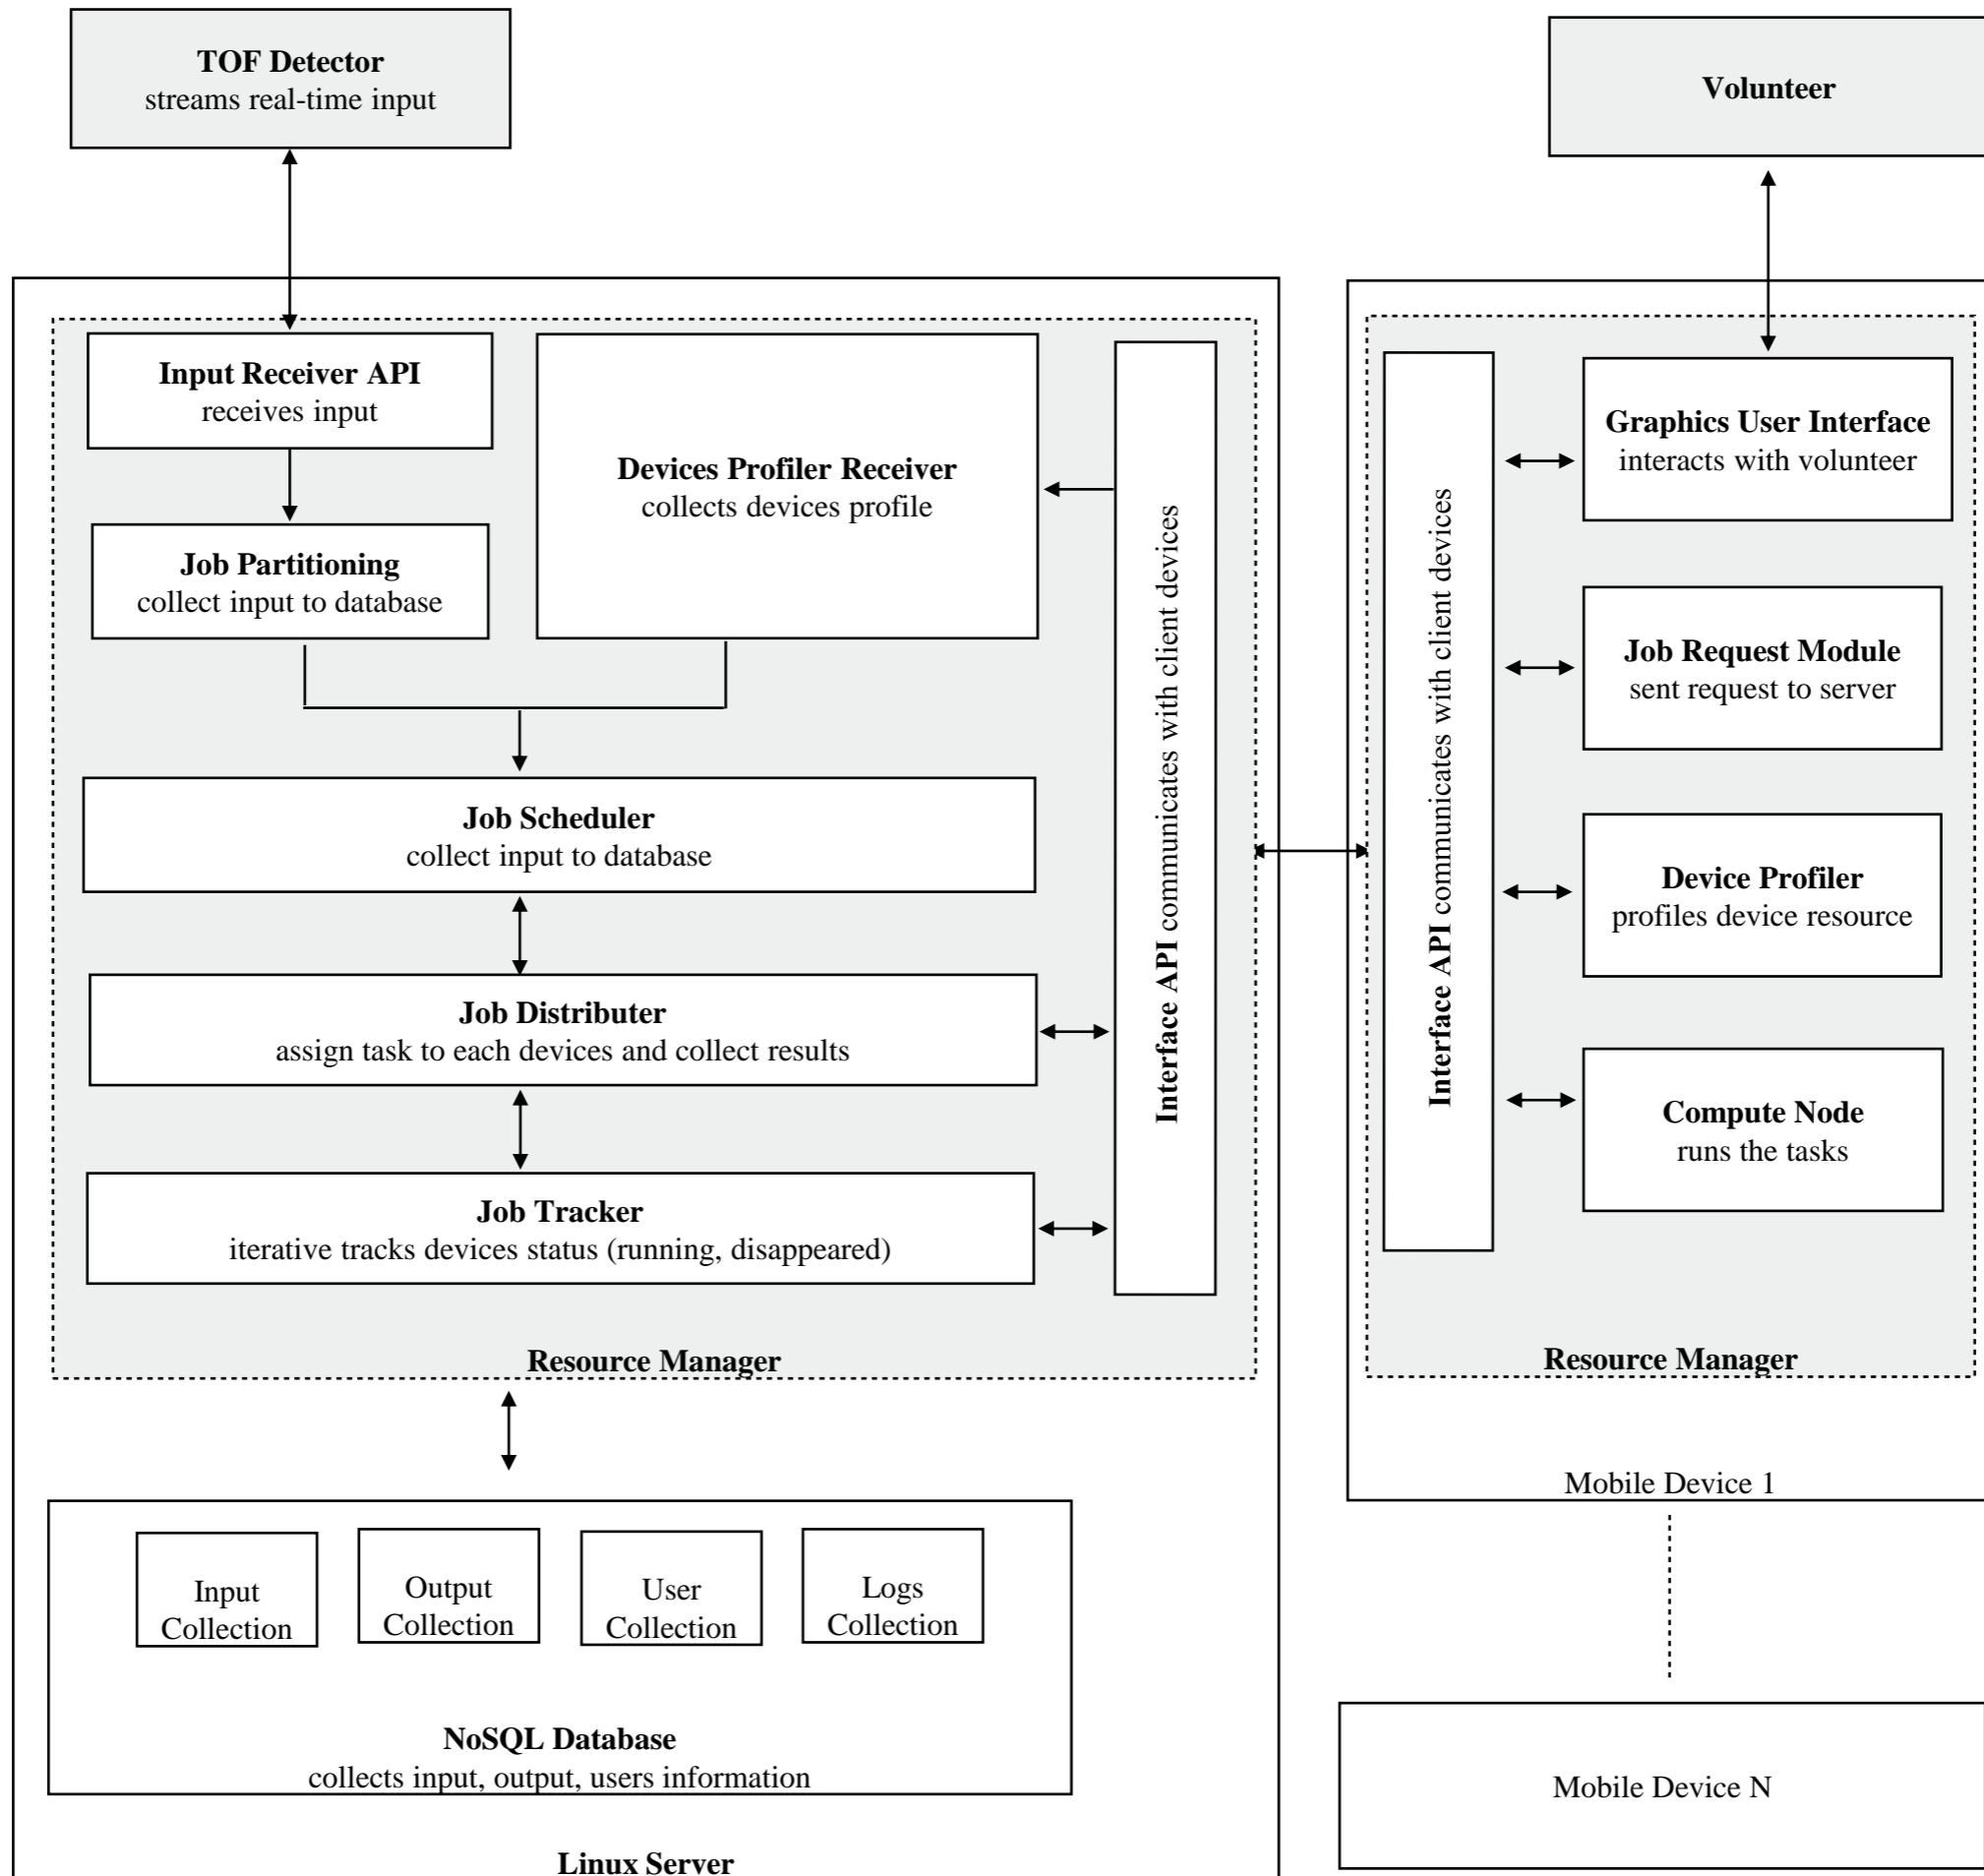 TOF Detector
streams real-time input
Volunteer
Input Receiver API
receives input
Devices Profiler Receiver
collects devices profile
Job Partitioning
collect input to database
Job Scheduler
collect input to database
Job Distributer
assign task to each devices and collect results
Job Tracker
iterative tracks devices status (running, disappeared)
Interface API communicates with client devices
Resource Manager
Interface API communicates with client devices
Graphics User Interface
interacts with volunteer
Job Request Module
sent request to server
Device Profiler
profiles device resource
Compute Node
runs the tasks
Resource Manager
Mobile Device 1
Input
Collection
Output
Collection
User
Collection
Logs
Collection
NoSQL Database
collects input, output, users information
Linux Server
Mobile Device N